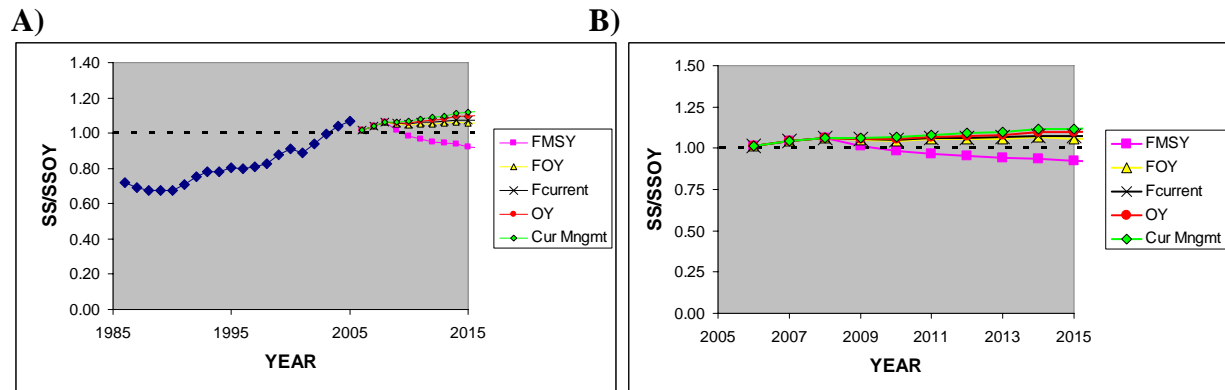 A)
1.40
1.20
1.00
0.80
0.60
0.40
0.20
0.00
SS/SSOY
1985
1995
2005
2015
YEAR
FMSY
FOY
Fcurrent
OY
Cur Mngmt
B)
1.50
1.25
1.00
0.75
0.50
0.25
0.00
SS/SSOY
2005
2007
2009
2011
2013
2015
YEAR
FMSY
FOY
Fcurrent
OY
Cur Mngmt